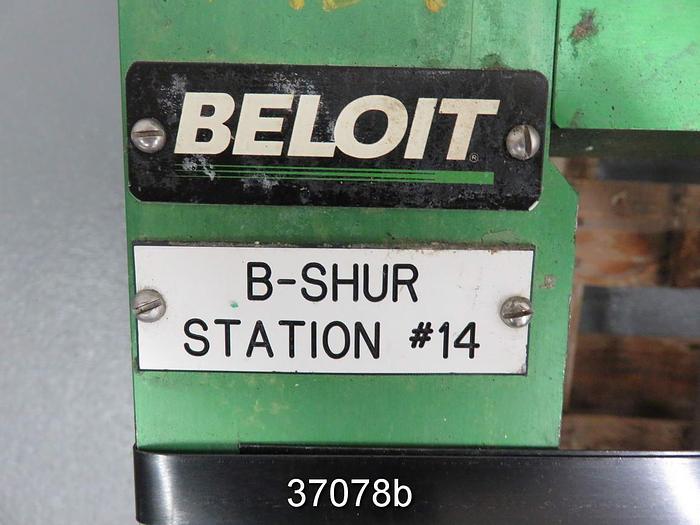 BELOIT®
B-SHUR
STATION #14
37078b